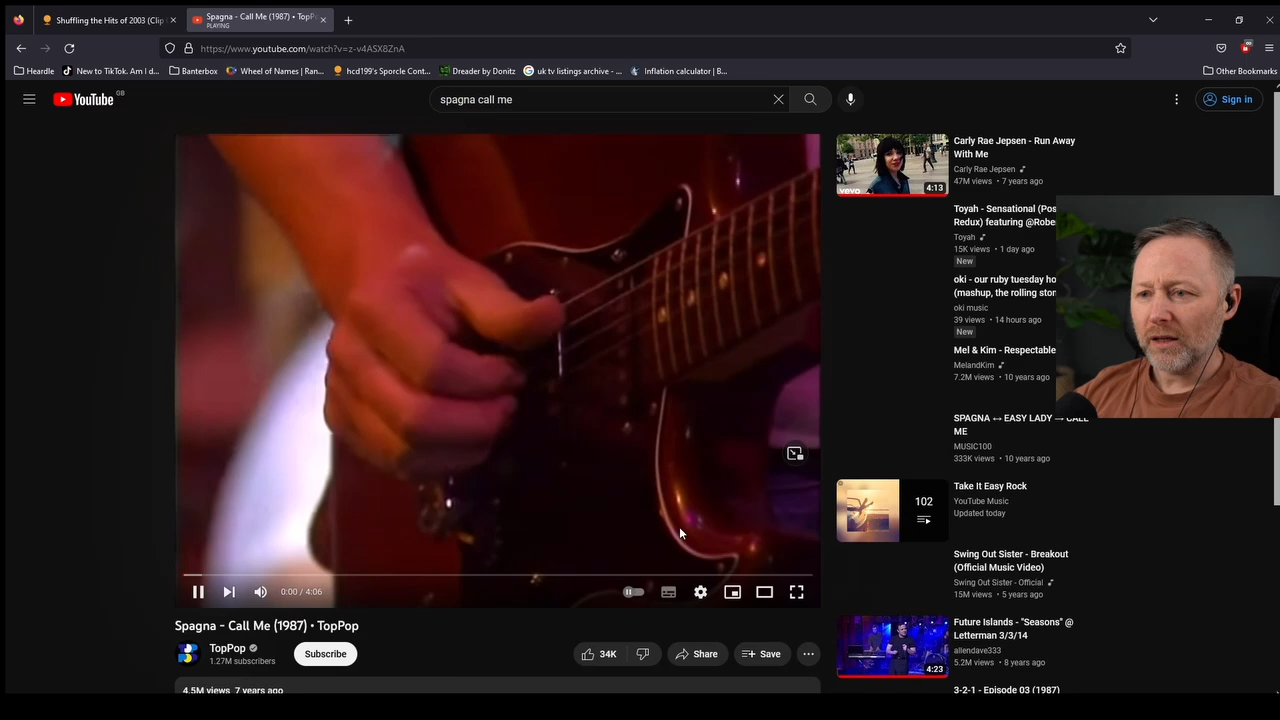 Shuffling the Hits of 2003 (Clip
Spagna - Call Me (1987) • TopP
PLAYING
https://www.youtube.com/watch?v=z-v4ASX8ZnA
Heardle
New to TikTok. Am I d...
Banterbox
Wheel of Names | Ran...
hcd199's Sporcle Cont...
Dreader by Donitz
uk tv listings archive - ...
Inflation calculator | B...
Other Bookmarks
YouTube GB
spagna call me
Sign in
Carly Rae Jepsen - Run Away
With Me
Carly Rae Jepsen
47M views • 7 years ago
4:13
vevo
Toyah - Sensational (Pos
Redux) featuring @Robe
Toyah
15K views • 1 day ago
New
oki - our ruby tuesday ho
(mashup, the rolling ston
oki music
39 views • 14 hours ago
New
Mel & Kim - Respectable
MelandKim
7.2M views • 10 years ago
SPAGNA ↔ EASY LADY → CALL
ME
MUSIC100
333K views • 10 years ago
102
Take It Easy Rock
YouTube Music
Updated today
Swing Out Sister - Breakout
(Official Music Video)
Swing Out Sister - Official
15M views • 5 years ago
Future Islands - "Seasons" @
Letterman 3/3/14
allendave333
5.2M views • 8 years ago
4:23
3-2-1 - Episode 03 (1987)
0:00 / 4:06
Spagna - Call Me (1987) • TopPop
TopPop
1.27M subscribers
Subscribe
34K
Share
Save
4.5M views 7 years ago